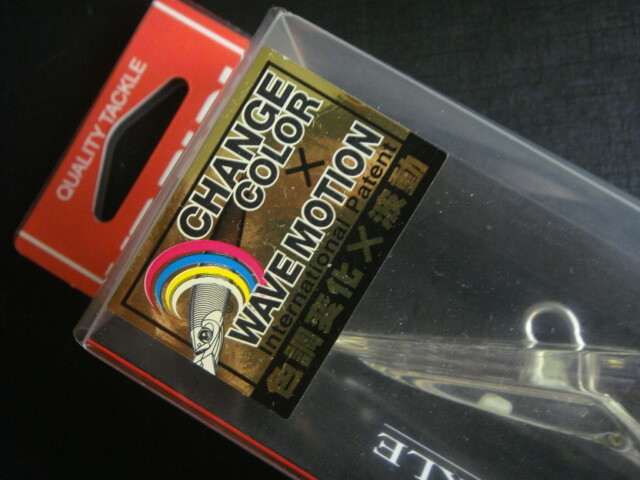 QUALITY TACKLE
CHANGE
COLOR
×
WAVE MOTION
International Patent
色調変化×波動